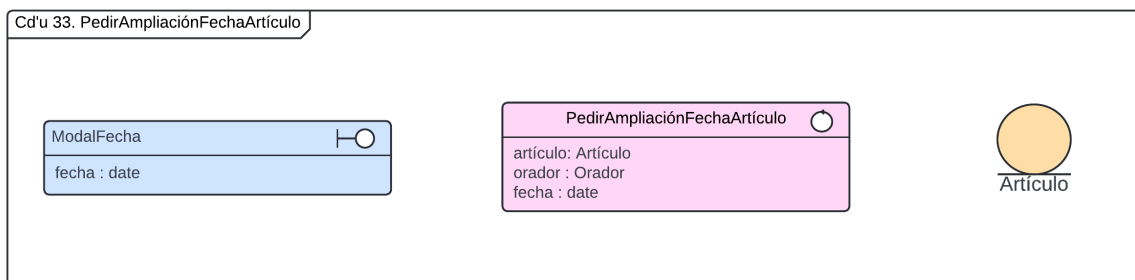 Cd'u 33. PedirAmpliaciónFechaArtículo
ModalFecha
fecha : date
PedirAmpliaciónFechaArtículo
artículo: Artículo
orador : Orador
fecha : date
Artículo